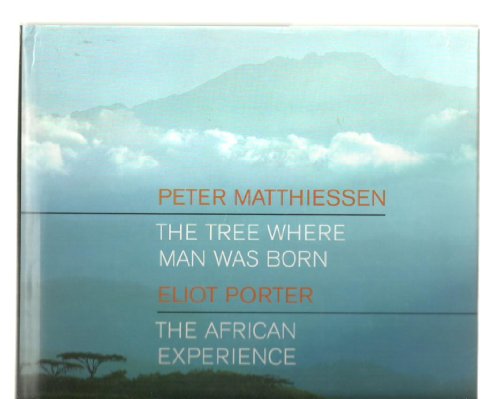 PETER MATTHIESSEN
THE TREE WHERE
MAN WAS BORN
ELIOT PORTER
THE AFRICAN
EXPERIENCE